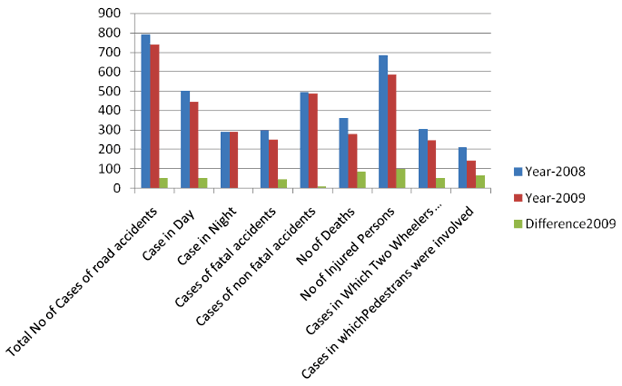 900
800
700
600
500
400
300
200
100
0
Total No of Cases of road accidents
Case in Day
Case in Night
Cases of fatal accidents
Cases of non fatal accidents
No of Deaths
No of Injured Persons
Cases in Which Two Wheelers...
Cases in whichPedestrans were involved
Year-2008
Year-2009
Difference2009